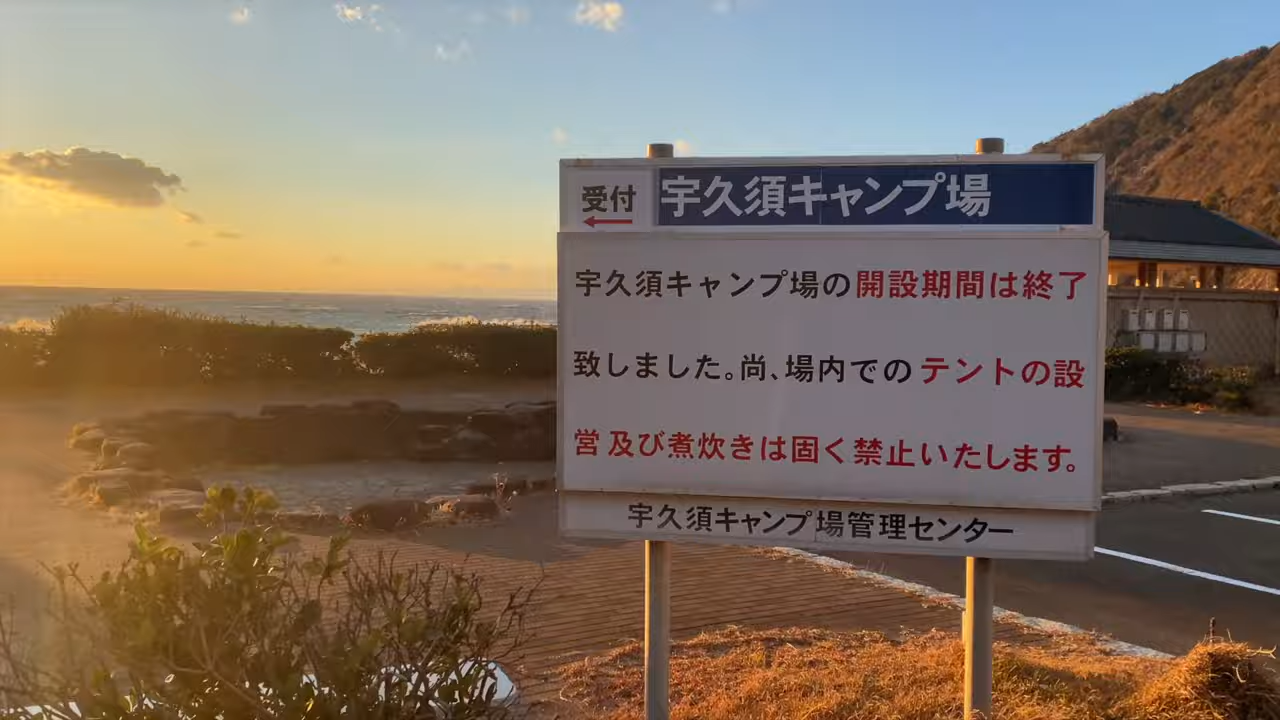 受付
宇久須キャンプ場
宇久須キャンプ場の開設期間は終了
致しました。尚、場内でのテントの設
営及び煮炊きは固く禁止いたします。
宇久須キャンプ場管理センター